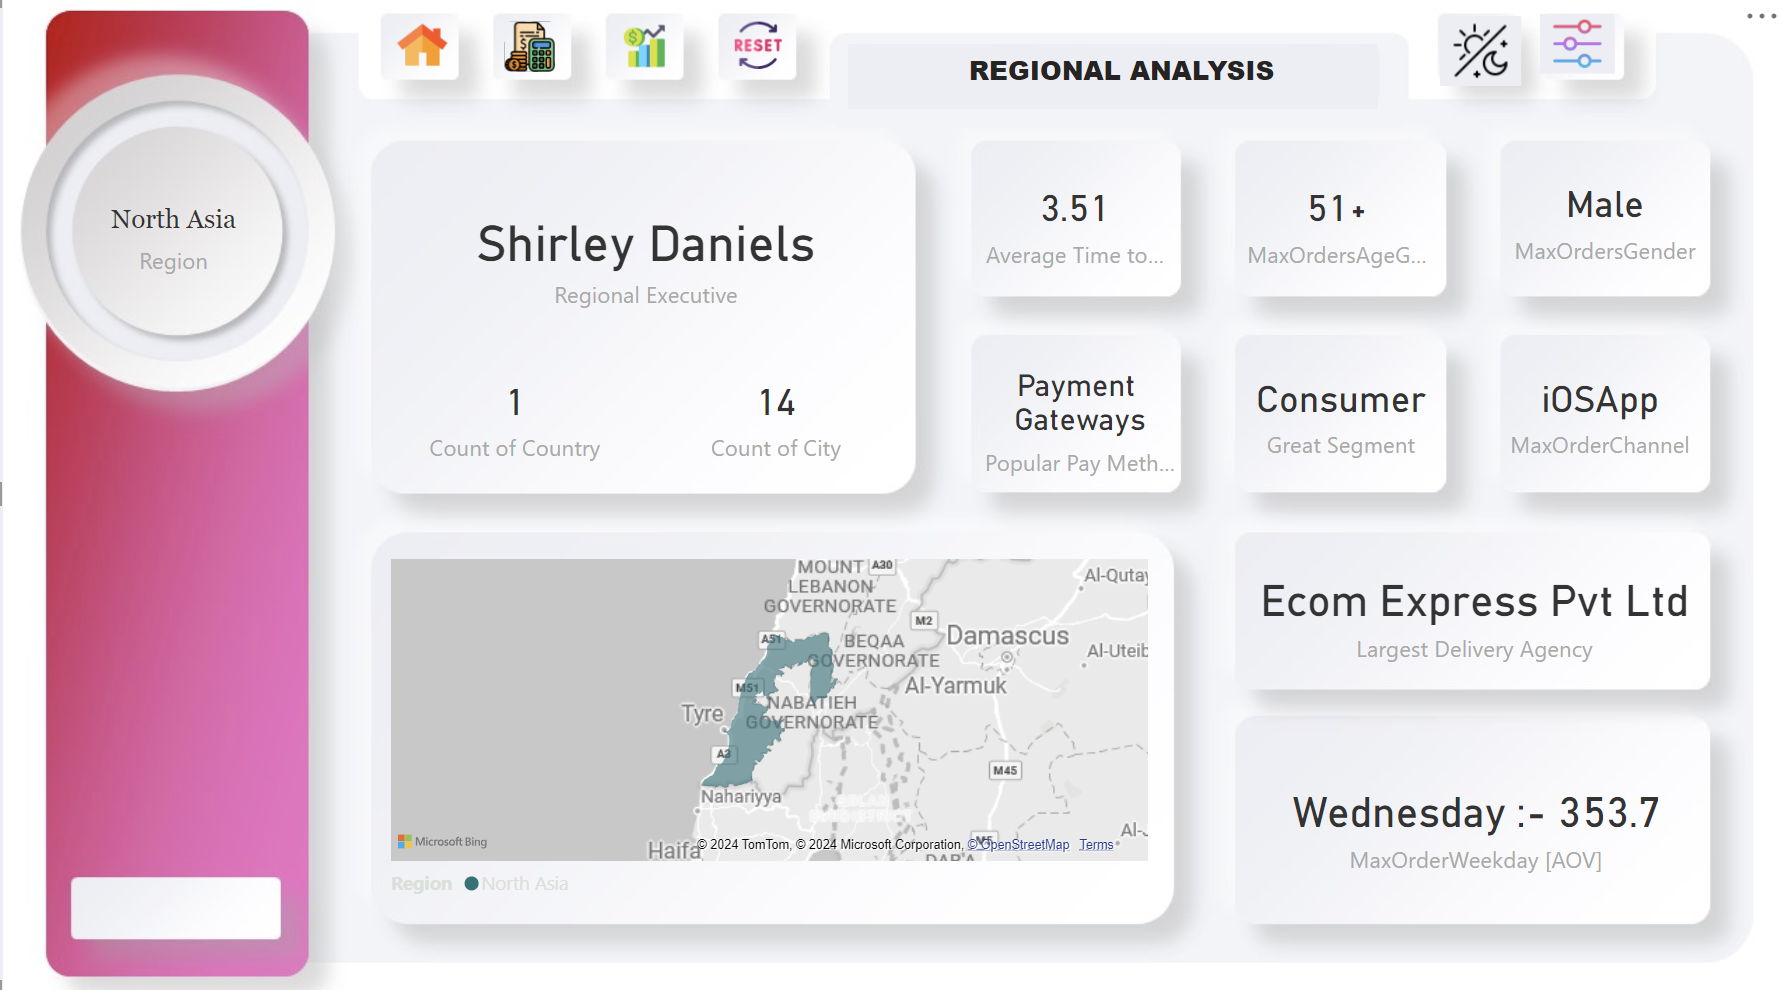 RESET
REGIONAL ANALYSIS
North Asia
Region
Shirley Daniels
Regional Executive
1
Count of Country
14
Count of City
3.51
Average Time to...
51+
MaxOrdersAgeG...
Male
MaxOrdersGender
Payment
Gateways
Popular Pay Meth...
Consumer
Great Segment
iOSApp
MaxOrderChannel
MOUNT
LEBANON
GOVERNORATE
A30
Al-Qutay
M2
A51
BEQAA
GOVERNORATE
Damascus
Al-Uteib
Al-Yarmuk
M51
NABATIEH
GOVERNORATE
Tyre
A3
M45
Nahariyya
Haifa
M5
Al-J
DAR'A
Microsoft Bing
© 2024 TomTom, © 2024 Microsoft Corporation, © OpenStreetMap Terms
Region North Asia
Ecom Express Pvt Ltd
Largest Delivery Agency
Wednesday :- 353.7
MaxOrderWeekday [AOV]